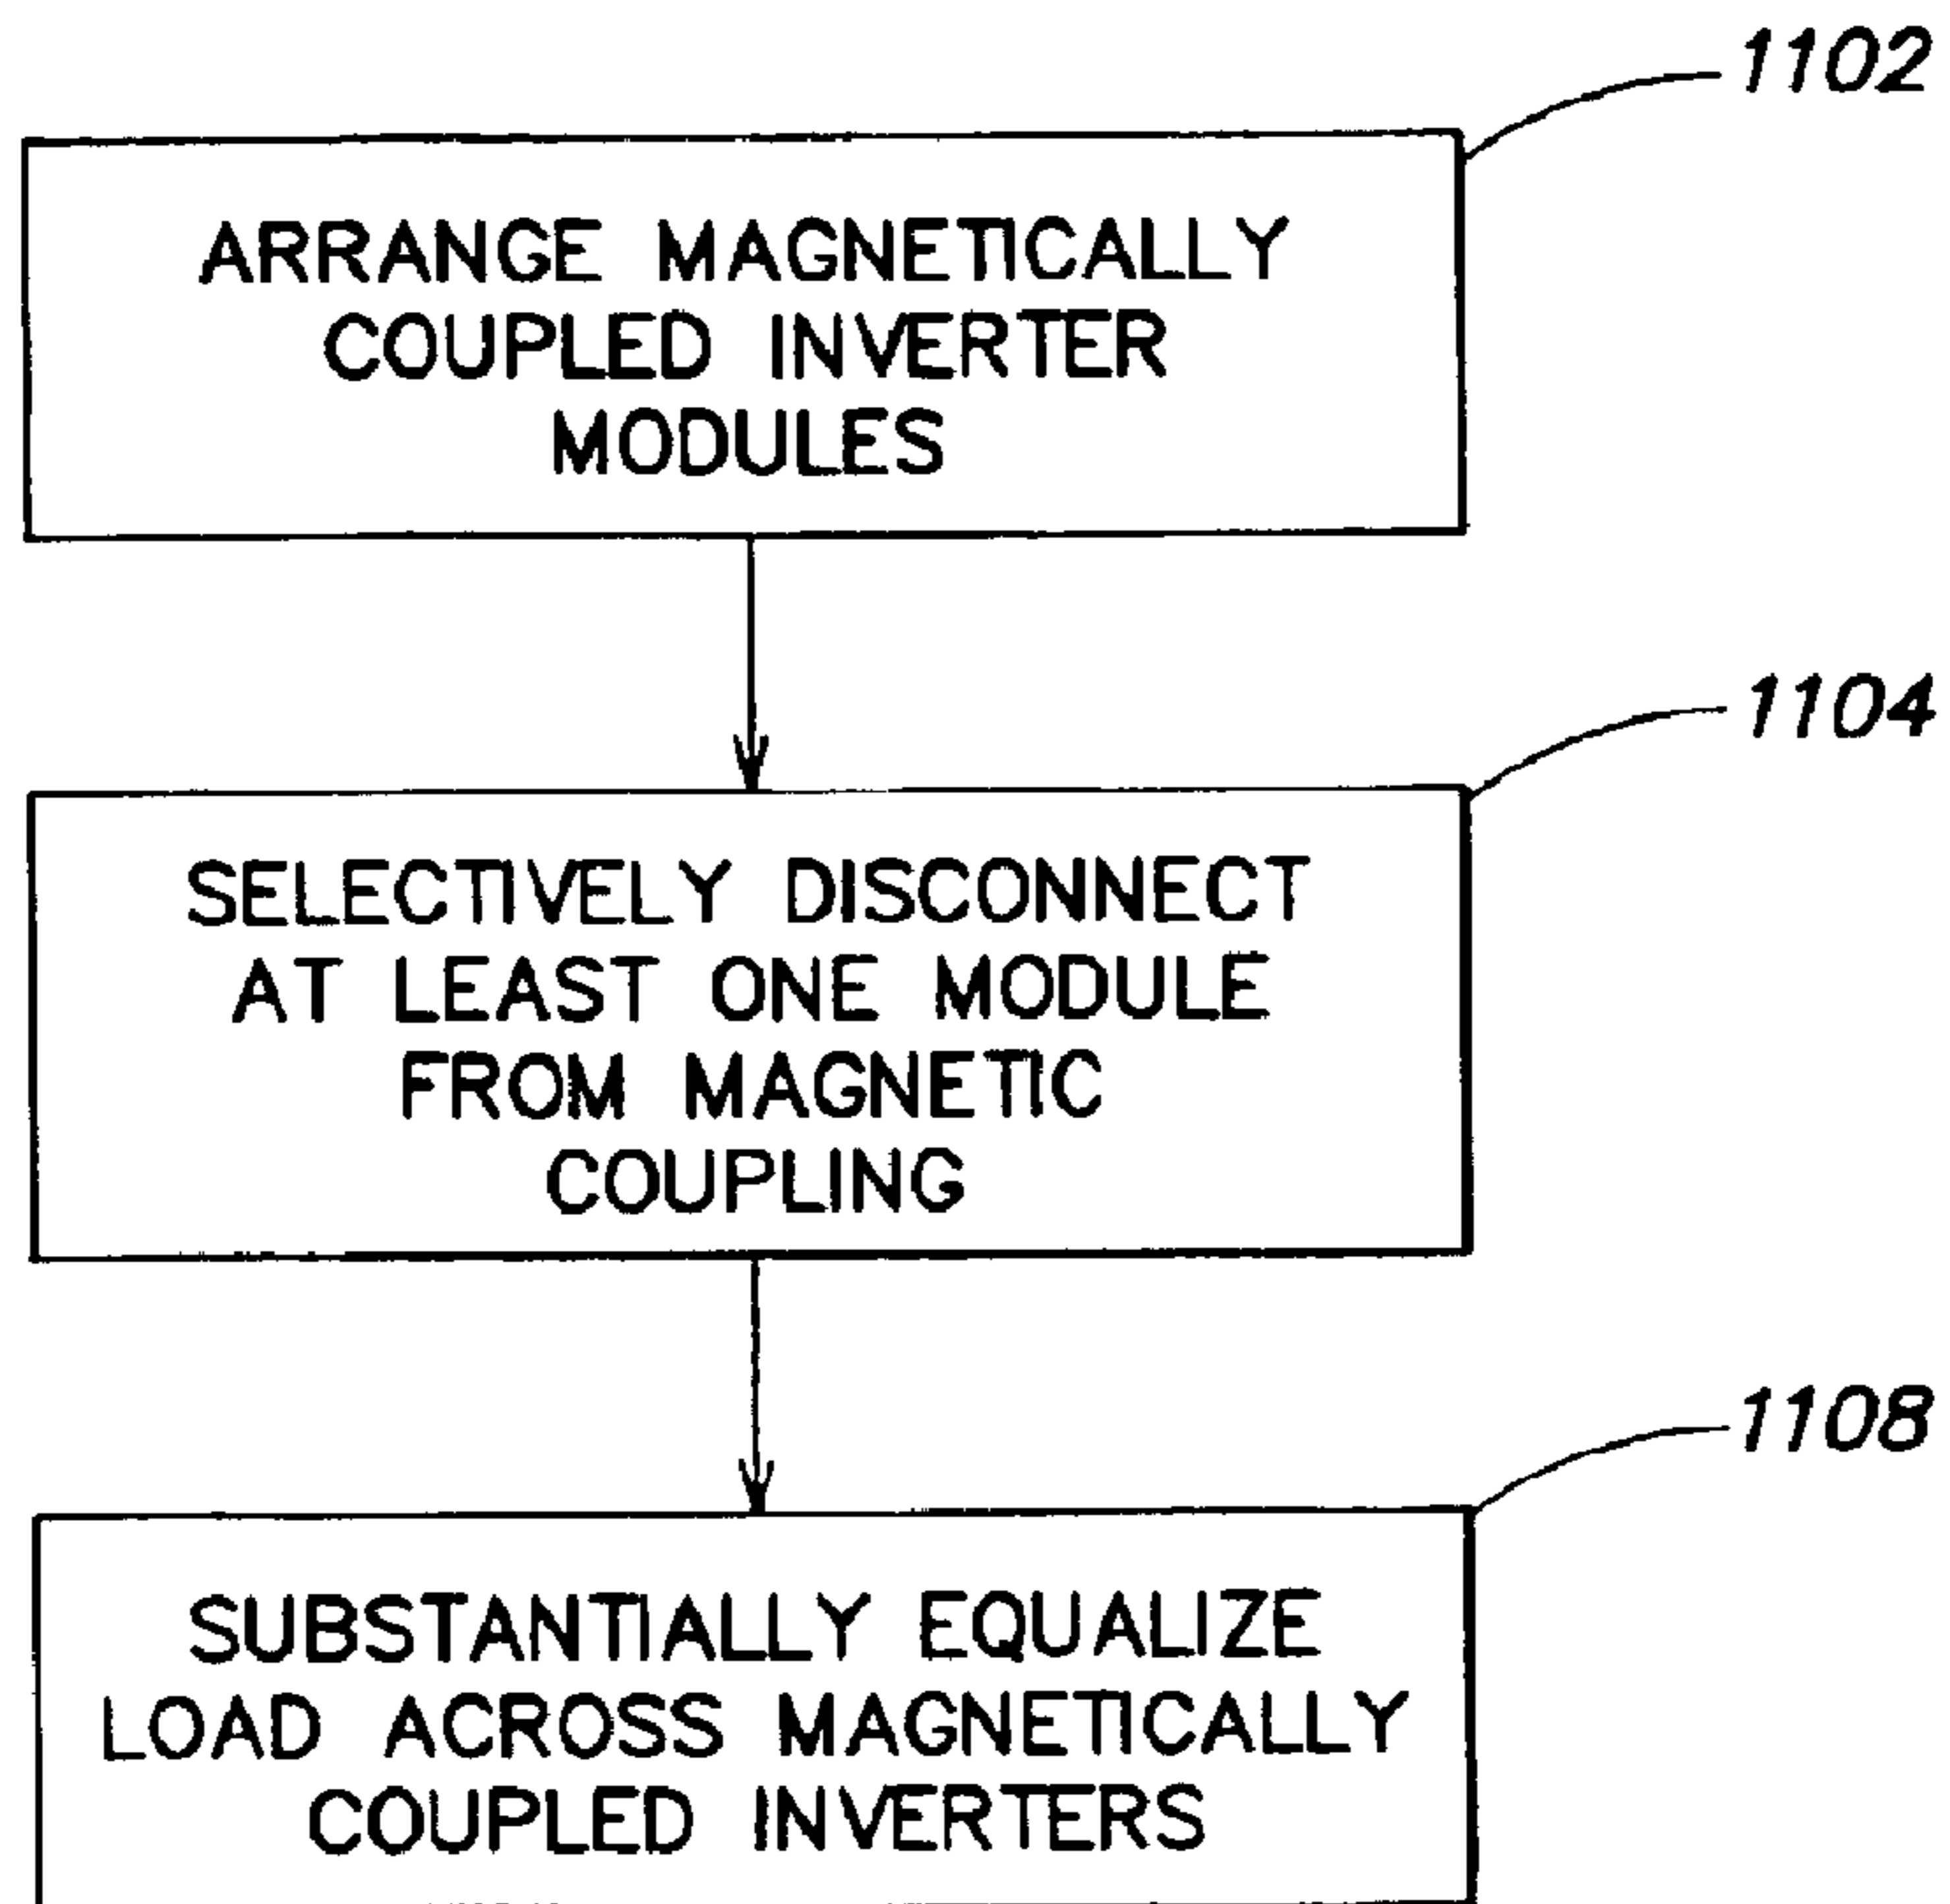 1102
ARRANGE MAGNETICALLY
COUPLED INVERTER
MODULES
1104
SELECTIVELY DISCONNECT
AT LEAST ONE MODULE
FROM MAGNETIC
COUPLING
1108
SUBSTANTIALLY EQUALIZE
LOAD ACROSS MAGNETICALLY
COUPLED INVERTERS